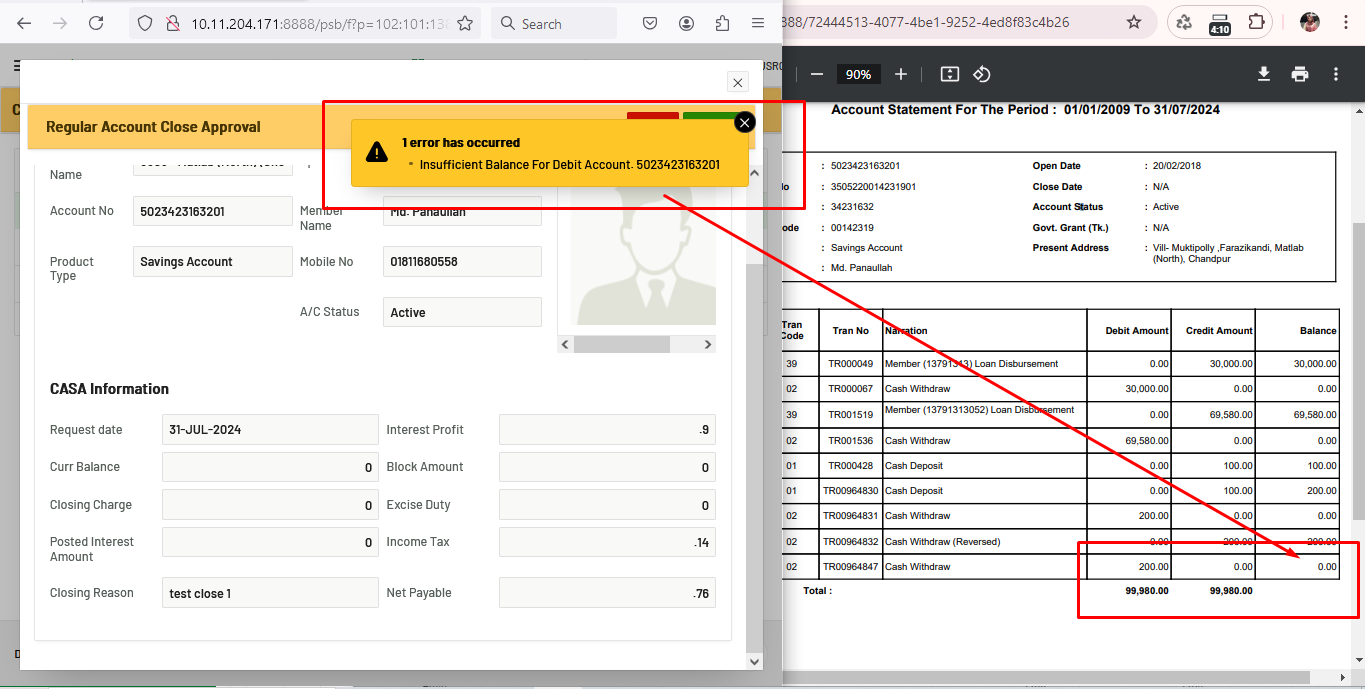 10.11.204.171:8888/psb/f?p=102:101:13
Search
388/72444513-4077-4be1-9252-4ed8f83c4b26
4:10
90%
Regular Account Close Approval
1 error has occurred
Insufficient Balance For Debit Account. 5023423163201
Name
Account No
5023423163201
Member Name
Md. Panaullah
Product Type
Savings Account
Mobile No
01811680558
A/C Status
Active
CASA Information
Request date
31-JUL-2024
Interest Profit
.9
Curr Balance
0
Block Amount
0
Closing Charge
0
Excise Duty
0
Posted Interest Amount
0
Income Tax
.14
Closing Reason
test close 1
Net Payable
.76
Account Statement For The Period : 01/01/2009 To 31/07/2024
: 5023423163201 Open Date : 20/02/2018
: 3505220014231901 Close Date : N/A
: 34231632 Account Status : Active
: 00142319 Govt. Grant (Tk.) : N/A
: Savings Account Present Address : Vill- Muktipolly ,Farazikandi, Matlab
(North), Chandpur
: Md. Panaullah
Tran Code Tran No Narration Debit Amount Credit Amount Balance
39 TR000049 Member (13791313) Loan Disbursement 0.00 30,000.00 30,000.00
02 TR000067 Cash Withdraw 30,000.00 0.00 0.00
39 TR001519 Member (13791313052) Loan Disbursement 0.00 69,580.00 69,580.00
02 TR001536 Cash Withdraw 69,580.00 0.00 0.00
01 TR000428 Cash Deposit 0.00 100.00 100.00
01 TR00964830 Cash Deposit 0.00 100.00 200.00
02 TR00964831 Cash Withdraw 200.00 0.00 0.00
02 TR00964832 Cash Withdraw (Reversed) 0.00 200.00 200.00
02 TR00964847 Cash Withdraw 200.00 0.00 0.00
Total : 99,980.00 99,980.00